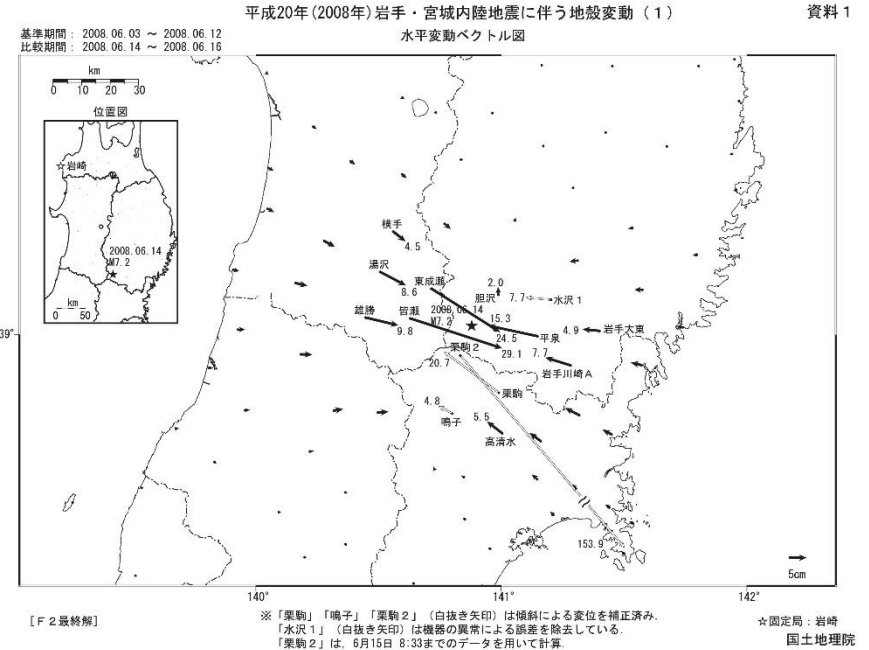 平成20年(2008年)岩手・宮城内陸地震に伴う地殻変動（１）
資料１
基準期間： 2008.06.03 ～ 2008.06.12
比較期間： 2008.06.14 ～ 2008.06.16
水平変動ベクトル図
km
0 10 20 30
位置図
☆岩崎
2008.06.14
M7.2
km
0 50
横手
4.5
湯沢
8.6
東成瀬
2.0
胆沢
7.7
水沢１
雄勝
9.8
皆瀬
2008.06.14
M7.2
15.3
24.5
平泉
4.9
岩手大東
栗駒２
29.1
7.7
20.7
岩手川崎Ａ
栗駒
4.8
鳴子
5.5
高清水
153.9
5cm
39°
140°
141°
142°
[Ｆ２最終解]
※「栗駒」「鳴子」「栗駒２」（白抜き矢印）は傾斜による変位を補正済み.
「水沢１」（白抜き矢印）は機器の異常による誤差を除去している.
「栗駒２」は, 6月15日 8:33までのデータを用いて計算.
☆固定局：岩崎
国土地理院